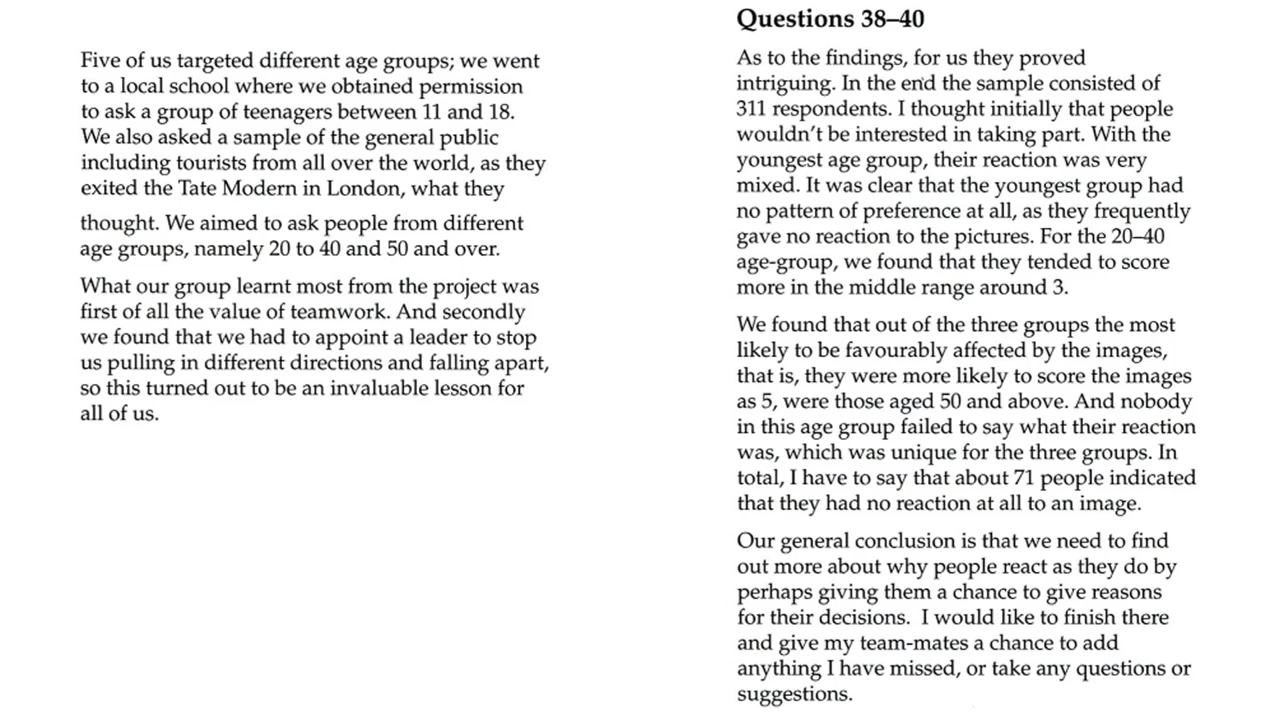 Five of us targeted different age groups; we went
to a local school where we obtained permission
to ask a group of teenagers between 11 and 18.
We also asked a sample of the general public
including tourists from all over the world, as they
exited the Tate Modern in London, what they
thought. We aimed to ask people from different
age groups, namely 20 to 40 and 50 and over.
What our group learnt most from the project was
first of all the value of teamwork. And secondly
we found that we had to appoint a leader to stop
us pulling in different directions and falling apart,
so this turned out to be an invaluable lesson for
all of us.
Questions 38–40
As to the findings, for us they proved
intriguing. In the end the sample consisted of
311 respondents. I thought initially that people
wouldn't be interested in taking part. With the
youngest age group, their reaction was very
mixed. It was clear that the youngest group had
no pattern of preference at all, as they frequently
gave no reaction to the pictures. For the 20–40
age-group, we found that they tended to score
more in the middle range around 3.
We found that out of the three groups the most
likely to be favourably affected by the images,
that is, they were more likely to score the images
as 5, were those aged 50 and above. And nobody
in this age group failed to say what their reaction
was, which was unique for the three groups. In
total, I have to say that about 71 people indicated
that they had no reaction at all to an image.
Our general conclusion is that we need to find
out more about why people react as they do by
perhaps giving them a chance to give reasons
for their decisions.  I would like to finish there
and give my team-mates a chance to add
anything I have missed, or take any questions or
suggestions.